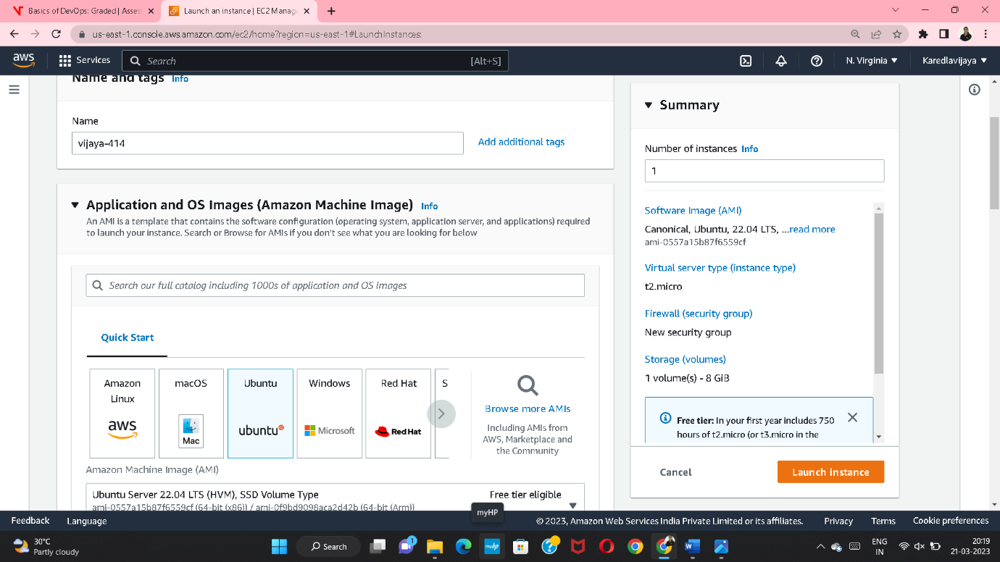 Basics of DevOps: Graded | Asses
Launch an instance | EC2 Manage
us-east-1.console.aws.amazon.com/ec2/home?region=us-east-1#LaunchInstances:
aws
Services
Search
[Alt+S]
N. Virginia
Karedlavijaya
Name and tags Info
Name
vijaya-414
Add additional tags
Application and OS Images (Amazon Machine Image) Info
An AMI is a template that contains the software configuration (operating system, application server, and applications) required
to launch your instance. Search or Browse for AMIs if you don't see what you are looking for below
Search our full catalog including 1000s of application and OS images
Quick Start
Amazon
Linux
aws
macOS
Mac
Ubuntu
ubuntu
Windows
Microsoft
Red Hat
Red Hat
S
Browse more AMIs
Including AMIs from
AWS, Marketplace and
the Community
Amazon Machine Image (AMI)
Ubuntu Server 22.04 LTS (HVM), SSD Volume Type
Free tier eligible
ami-0557a15b87f6559cf (64-bit (x86)) / ami-0f9bd9098aca2d42b (64-bit (Arm))
Summary
Number of instances Info
1
Software Image (AMI)
Canonical, Ubuntu, 22.04 LTS, ...read more
ami-0557a15b87f6559cf
Virtual server type (instance type)
t2.micro
Firewall (security group)
New security group
Storage (volumes)
1 volume(s) - 8 GiB
Free tier: In your first year includes 750
hours of t2.micro (or t3.micro in the
Cancel
Launch instance
myHP
Feedback
Language
© 2023, Amazon Web Services India Private Limited or its affiliates.
Privacy
Terms
Cookie preferences
30°C
Partly cloudy
Search
1
myhp
ENG
IN
20:19
21-03-2023